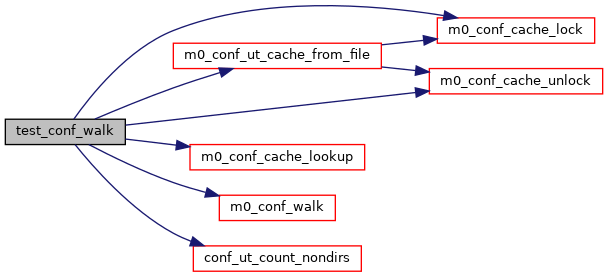 m0_conf_cache_lock
m0_conf_ut_cache_from_file
m0_conf_cache_unlock
test_conf_walk
m0_conf_cache_lookup
m0_conf_walk
conf_ut_count_nondirs